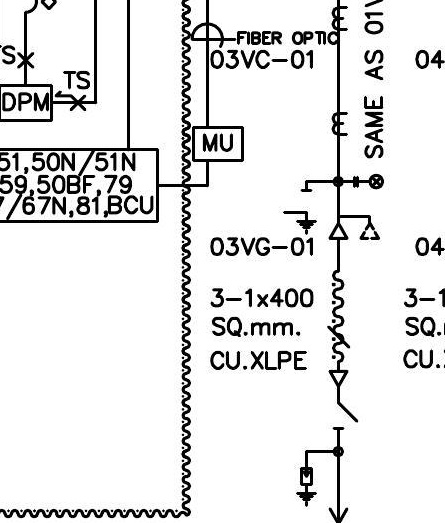 FIBER OPTIC
03VC-01
04
SAME AS 01V
TS
TS
DPM
MU
51,50N/51N
59,50BF,79
7/67N,81,BCU
03VG-01
04
3-1x400
SQ.mm.
CU.XLPE
3-1
SQ.
CU.